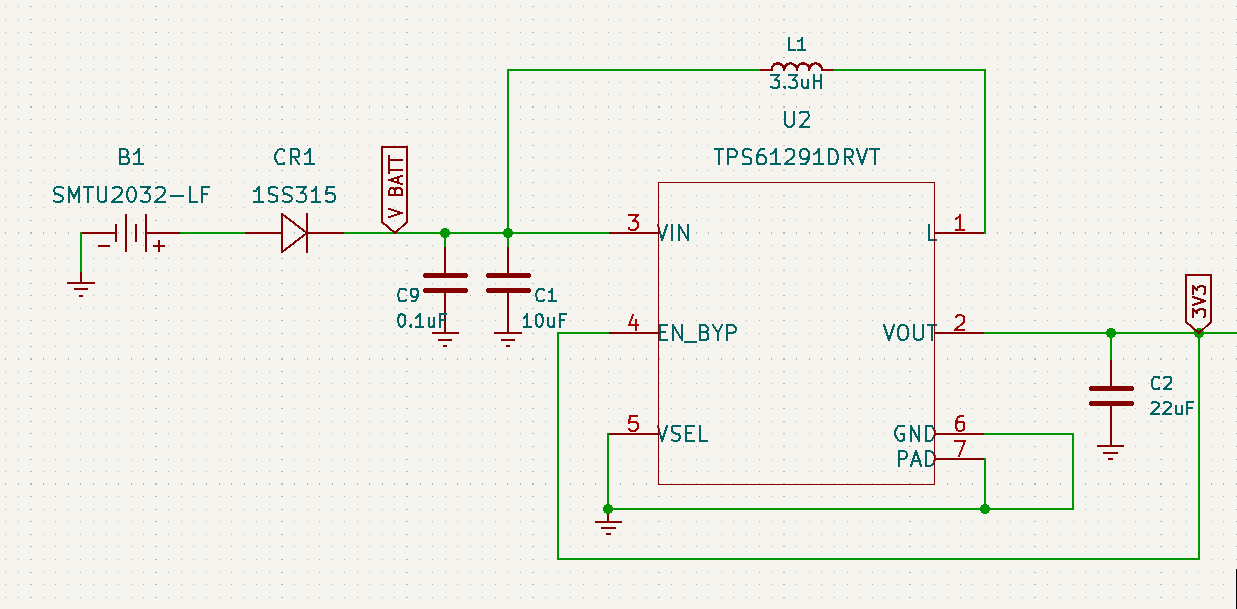 L1
3.3uH
U2
TPS61291DRVT
B1
SMTU2032-LF
CR1
1SS315
V_BATT
3
VIN
L
1
C9
0.1uF
C1
10uF
4
EN_BYP
VOUT
2
3V3
5
VSEL
GND
6
PAD
7
C2
22uF
- +